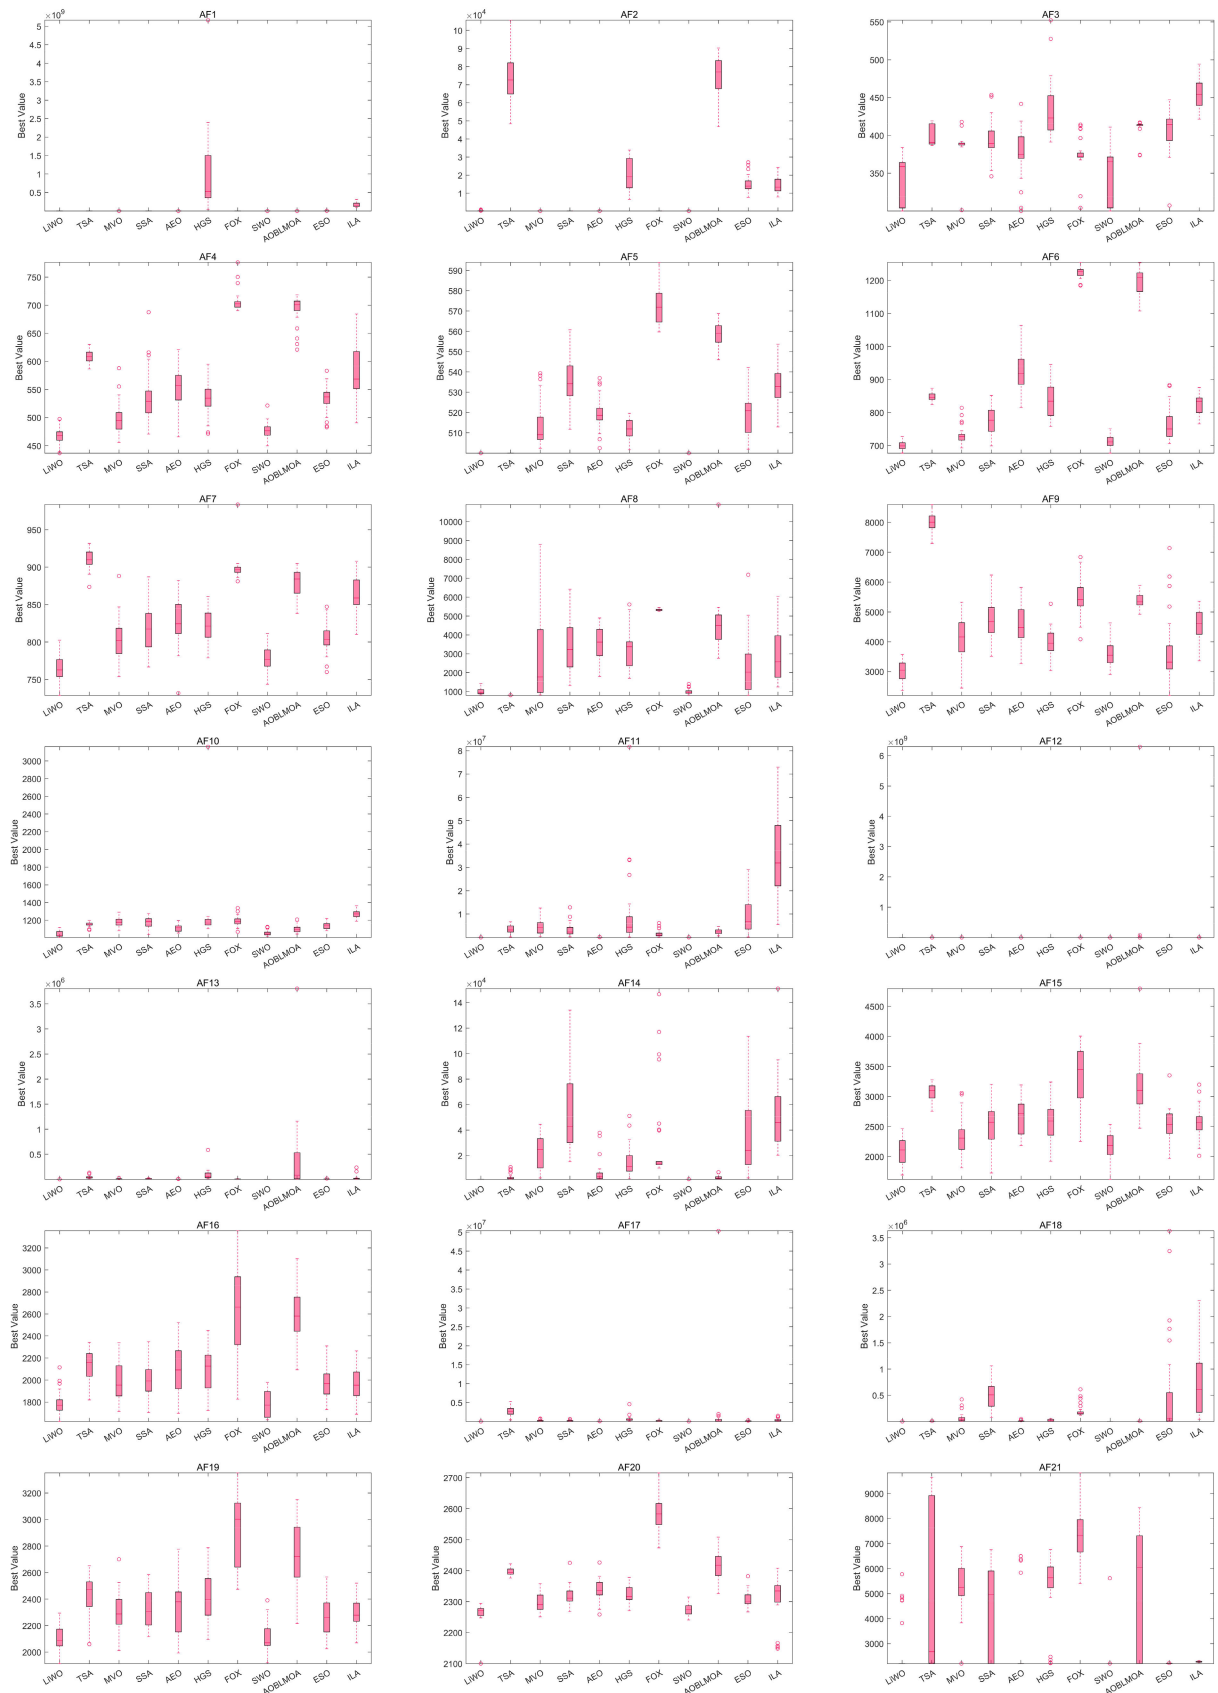 AF1
×10⁹
5
4.5
4
3.5
3
2.5
2
1.5
1
0.5
Best Value
LiWO TSA MVO SSA AEO HGS FOX SWO AOBLMOA ESO ILA
AF2
×10⁴
10
9
8
7
6
5
4
3
2
1
Best Value
LiWO TSA MVO SSA AEO HGS FOX SWO AOBLMOA ESO ILA
AF3
550
500
450
400
350
Best Value
LiWO TSA MVO SSA AEO HGS FOX SWO AOBLMOA ESO ILA
AF4
750
700
650
600
550
500
450
Best Value
LiWO TSA MVO SSA AEO HGS FOX SWO AOBLMOA ESO ILA
AF5
590
580
570
560
550
540
530
520
510
Best Value
LiWO TSA MVO SSA AEO HGS FOX SWO AOBLMOA ESO ILA
AF6
1200
1100
1000
900
800
700
Best Value
LiWO TSA MVO SSA AEO HGS FOX SWO AOBLMOA ESO ILA
AF7
950
900
850
800
750
Best Value
LiWO TSA MVO SSA AEO HGS FOX SWO AOBLMOA ESO ILA
AF8
10000
9000
8000
7000
6000
5000
4000
3000
2000
1000
Best Value
LiWO TSA MVO SSA AEO HGS FOX SWO AOBLMOA ESO ILA
AF9
8000
7000
6000
5000
4000
3000
Best Value
LiWO TSA MVO SSA AEO HGS FOX SWO AOBLMOA ESO ILA
AF10
3000
2800
2600
2400
2200
2000
1800
1600
1400
1200
Best Value
LiWO TSA MVO SSA AEO HGS FOX SWO AOBLMOA ESO ILA
AF11
×10⁷
8
7
6
5
4
3
2
1
Best Value
LiWO TSA MVO SSA AEO HGS FOX SWO AOBLMOA ESO ILA
AF12
×10⁹
6
5
4
3
2
1
0
Best Value
LiWO TSA MVO SSA AEO HGS FOX SWO AOBLMOA ESO ILA
AF13
×10⁶
3.5
3
2.5
2
1.5
1
0.5
Best Value
LiWO TSA MVO SSA AEO HGS FOX SWO AOBLMOA ESO ILA
AF14
×10⁴
14
12
10
8
6
4
2
Best Value
LiWO TSA MVO SSA AEO HGS FOX SWO AOBLMOA ESO ILA
AF15
4500
4000
3500
3000
2500
2000
Best Value
LiWO TSA MVO SSA AEO HGS FOX SWO AOBLMOA ESO ILA
AF16
3200
3000
2800
2600
2400
2200
2000
1800
Best Value
LiWO TSA MVO SSA AEO HGS FOX SWO AOBLMOA ESO ILA
AF17
×10⁷
5
4.5
4
3.5
3
2.5
2
1.5
1
0.5
Best Value
LiWO TSA MVO SSA AEO HGS FOX SWO AOBLMOA ESO ILA
AF18
×10⁶
3.5
3
2.5
2
1.5
1
0.5
Best Value
LiWO TSA MVO SSA AEO HGS FOX SWO AOBLMOA ESO ILA
AF19
3200
3000
2800
2600
2400
2200
2000
Best Value
LiWO TSA MVO SSA AEO HGS FOX SWO AOBLMOA ESO ILA
AF20
2700
2600
2500
2400
2300
2200
2100
Best Value
LiWO TSA MVO SSA AEO HGS FOX SWO AOBLMOA ESO ILA
AF21
9000
8000
7000
6000
5000
4000
3000
Best Value
LiWO TSA MVO SSA AEO HGS FOX SWO AOBLMOA ESO ILA